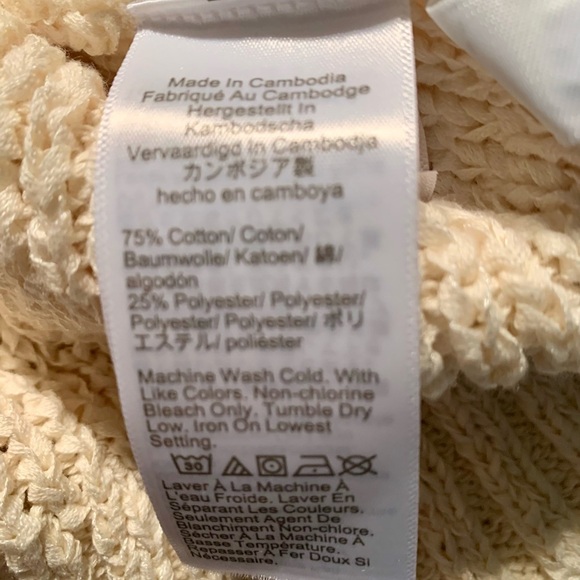 Made In Cambodia
Fabriqué Au Cambodge
Hergestellt In
Kambodscha
Vervaardigd In Cambodja
カンボジア製
hecho en camboya
75% Cotton/ Coton/
Baumwolle/ Katoen/ 綿/
algodón
25% Polyester/ Polyester/
Polyester/ Polyester/ ポリ
エステル/ poliéster
Machine Wash Cold. With
Like Colors. Non-chlorine
Bleach Only. Tumble Dry
Low. Iron On Lowest
Setting.
30
Laver À La Machine À
L'eau Froide. Laver En
Séparant Les Couleurs.
Seulement Agent De
Blanchiment Non-chlore.
Sécher À La Machine À
Basse Température.
Repasser À Fer Doux Si
Nécessaire.